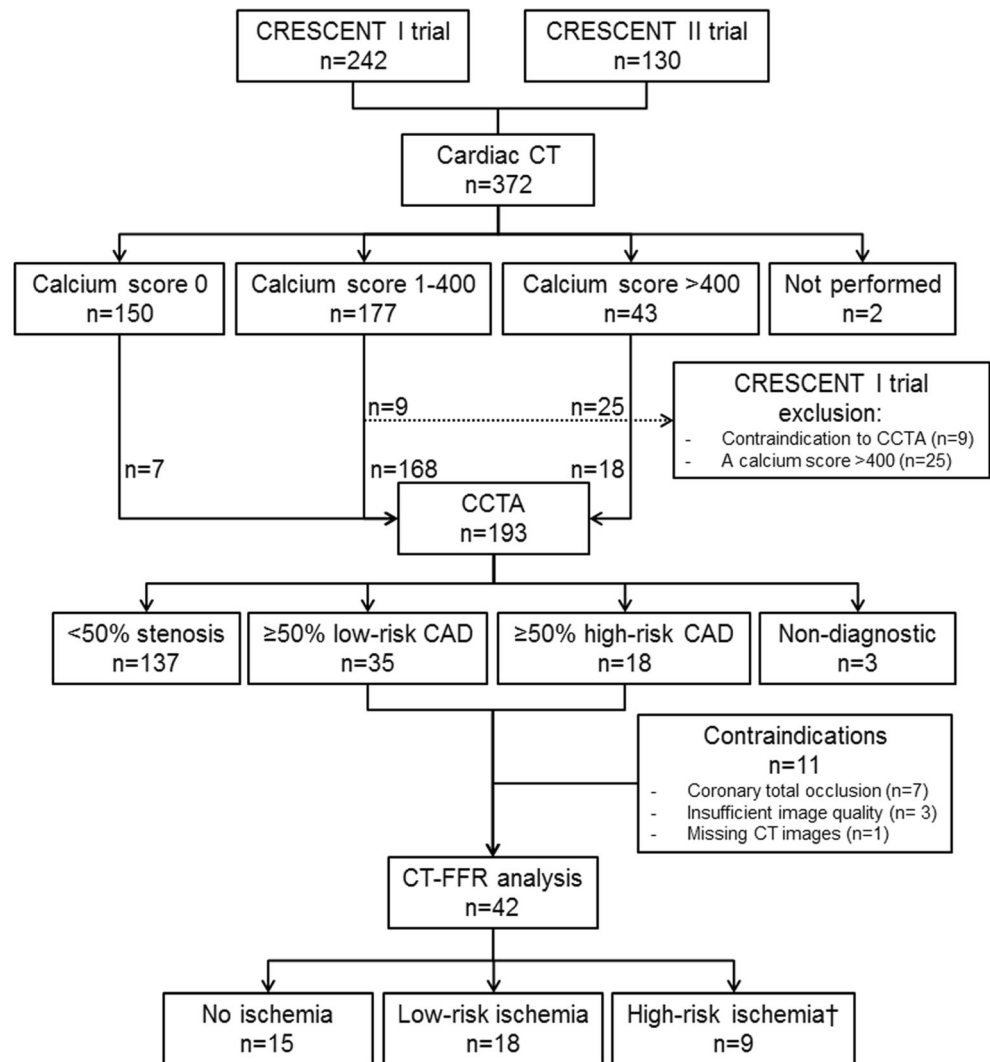 CRESCENT I trial
n=242
CRESCENT II trial
n=130
Cardiac CT
n=372
Calcium score 0
n=150
Calcium score 1-400
n=177
Calcium score >400
n=43
Not performed
n=2
n=9
n=25
CRESCENT I trial
exclusion:
- Contraindication to CCTA (n=9)
- A calcium score >400 (n=25)
n=7
n=168
n=18
CCTA
n=193
<50% stenosis
n=137
≥50% low-risk CAD
n=35
≥50% high-risk CAD
n=18
Non-diagnostic
n=3
Contraindications
n=11
- Coronary total occlusion (n=7)
- Insufficient image quality (n= 3)
- Missing CT images (n=1)
CT-FFR analysis
n=42
No ischemia
n=15
Low-risk ischemia
n=18
High-risk ischemia†
n=9